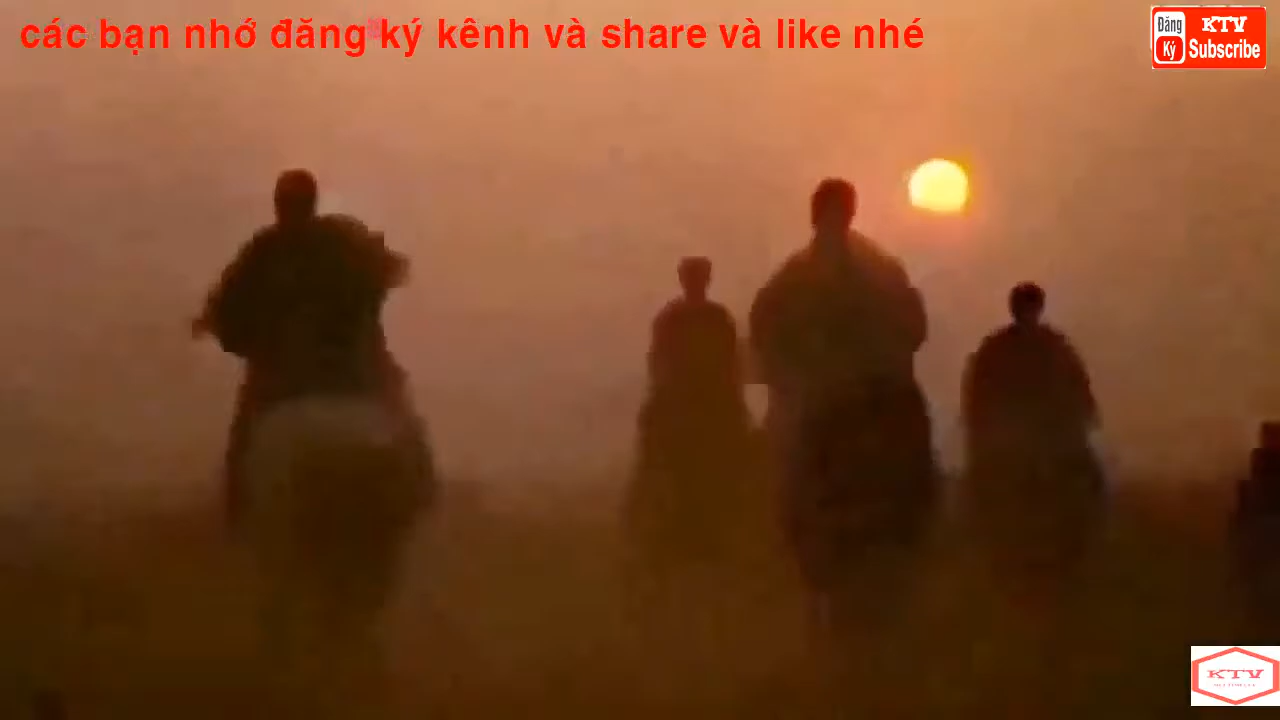 các bạn nhớ đăng ký kênh và share và like nhé
Đăng
Ký
KTV
Subscribe
KTV